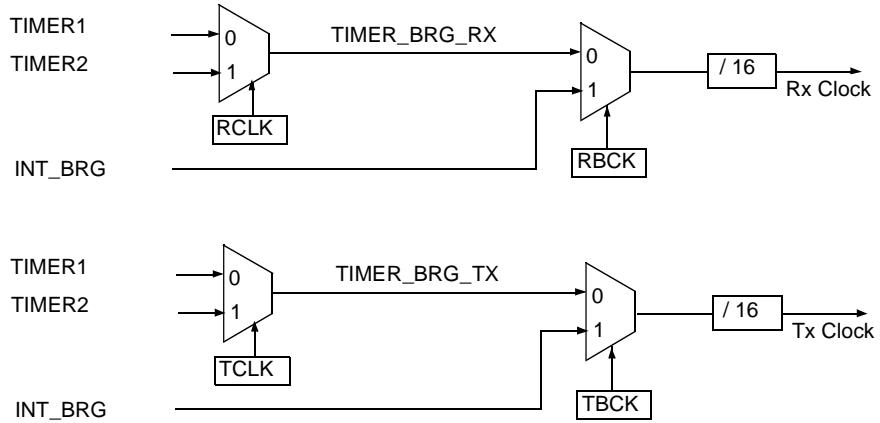 TIMER1
0
TIMER_BRG_RX
TIMER2
1
0
1
/ 16
Rx Clock
RCLK
INT_BRG
RBCK
TIMER1
0
TIMER_BRG_TX
TIMER2
1
0
1
/ 16
Tx Clock
TCLK
INT_BRG
TBCK